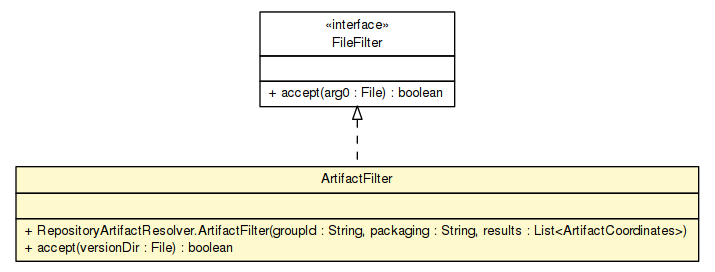 «interface»
FileFilter
+ accept(arg0 : File) : boolean
ArtifactFilter
+ RepositoryArtifactResolver.ArtifactFilter(groupId : String, packaging : String, results : List<ArtifactCoordinates>)
+ accept(versionDir : File) : boolean